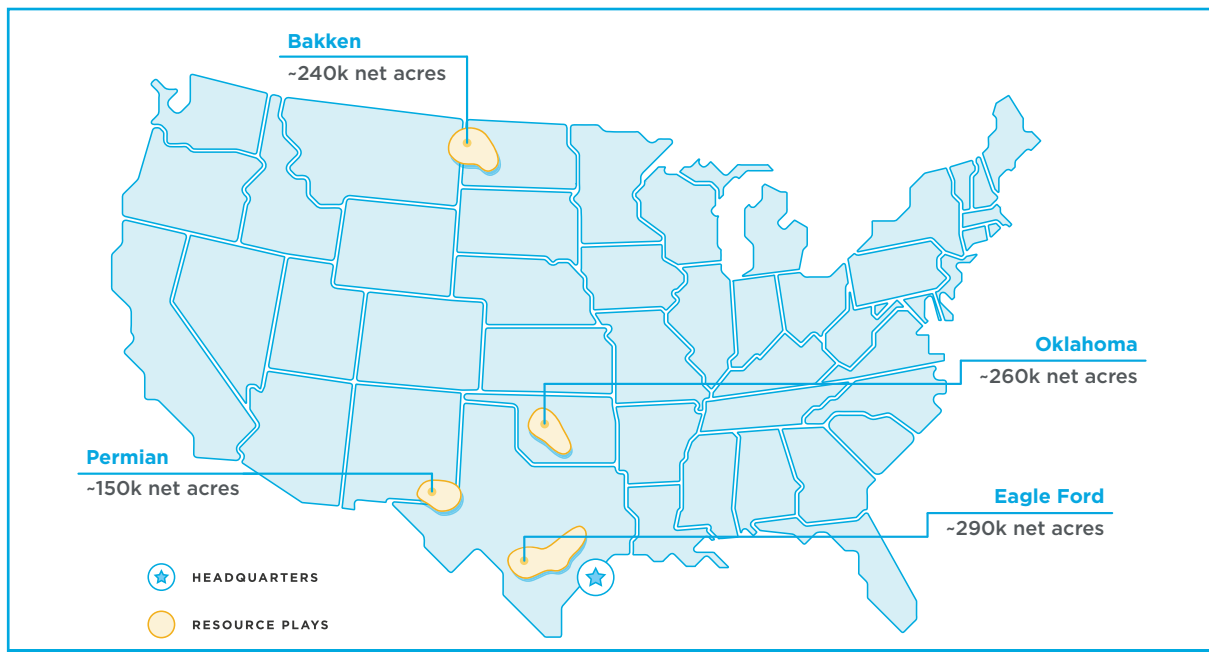 Bakken
~240k net acres
Oklahoma
~260k net acres
Permian
~150k net acres
Eagle Ford
~290k net acres
HEADQUARTERS
RESOURCE PLAYS